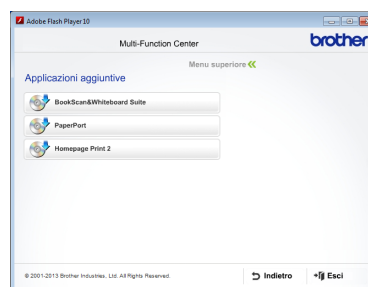 Adobe Flash Player 10
Multi-Function Center
brother
Menu superiore
Applicazioni aggiuntive
BookScan&Whiteboard Suite
PaperPort
Homepage Print 2
© 2001-2013 Brother Industries, Ltd. All Rights Reserved.
Indietro
Esci